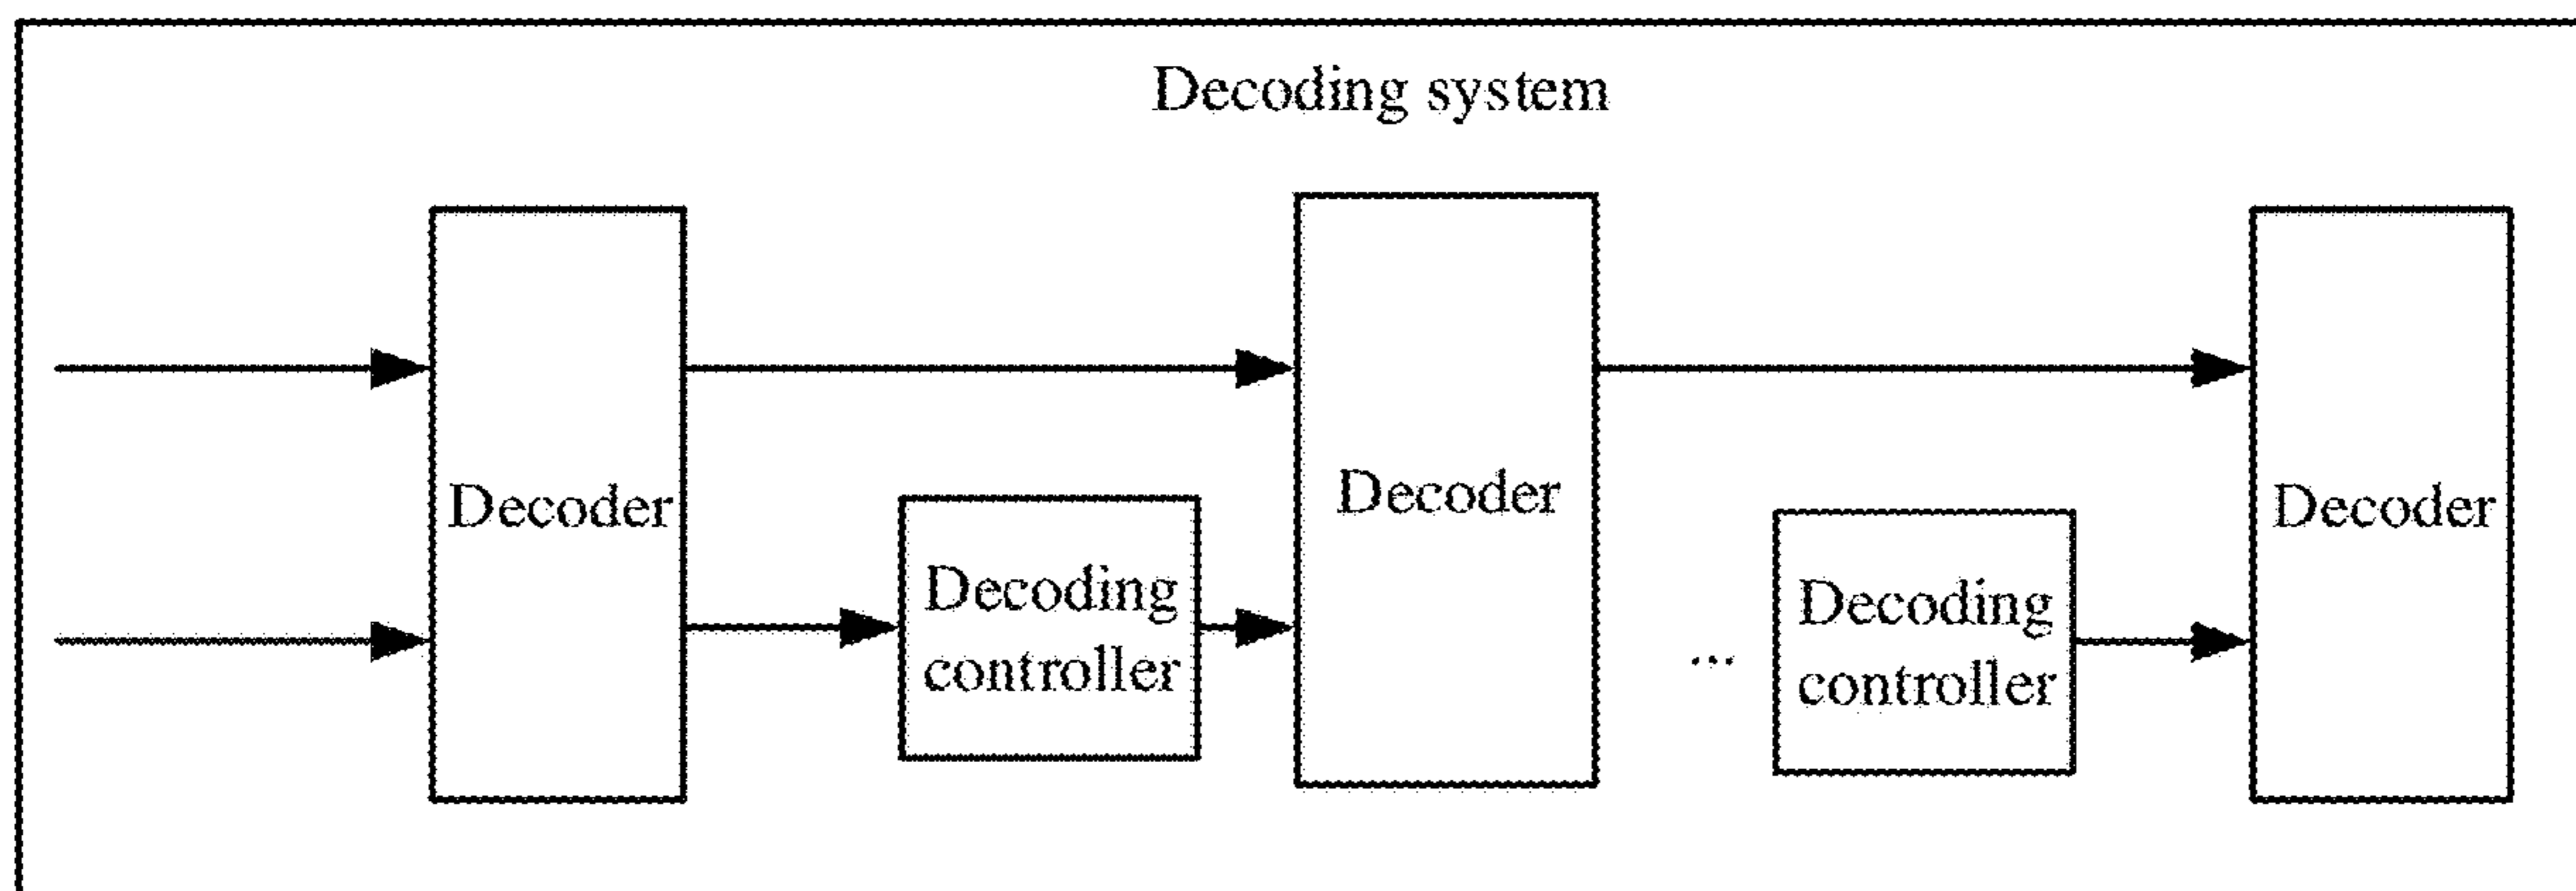 Decoding system
Decoder
Decoding
controller
Decoder
...
Decoding
controller
Decoder